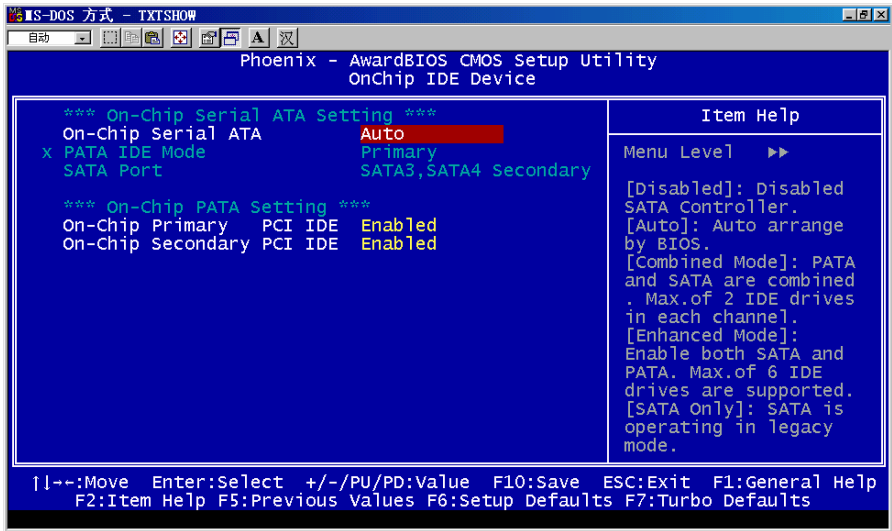 MS-DOS 方式 - TXTSHOW
自动
A 汉
Phoenix - AwardBIOS CMOS Setup Utility
OnChip IDE Device
*** On-Chip Serial ATA Setting ***
On-Chip Serial ATA Auto
x PATA IDE Mode Primary
SATA Port SATA3,SATA4 Secondary
*** On-Chip PATA Setting ***
On-Chip Primary PCI IDE Enabled
On-Chip Secondary PCI IDE Enabled
Item Help
Menu Level ▶▶
[Disabled]: Disabled
SATA Controller.
[Auto]: Auto arrange
by BIOS.
[Combined Mode]: PATA
and SATA are combined
. Max.of 2 IDE drives
in each channel.
[Enhanced Mode]:
Enable both SATA and
PATA. Max.of 6 IDE
drives are supported.
[SATA Only]: SATA is
operating in legacy
mode.
↑↓→←:Move Enter:Select +/-/PU/PD:Value F10:Save ESC:Exit F1:General Help
F2:Item Help F5:Previous Values F6:Setup Defaults F7:Turbo Defaults